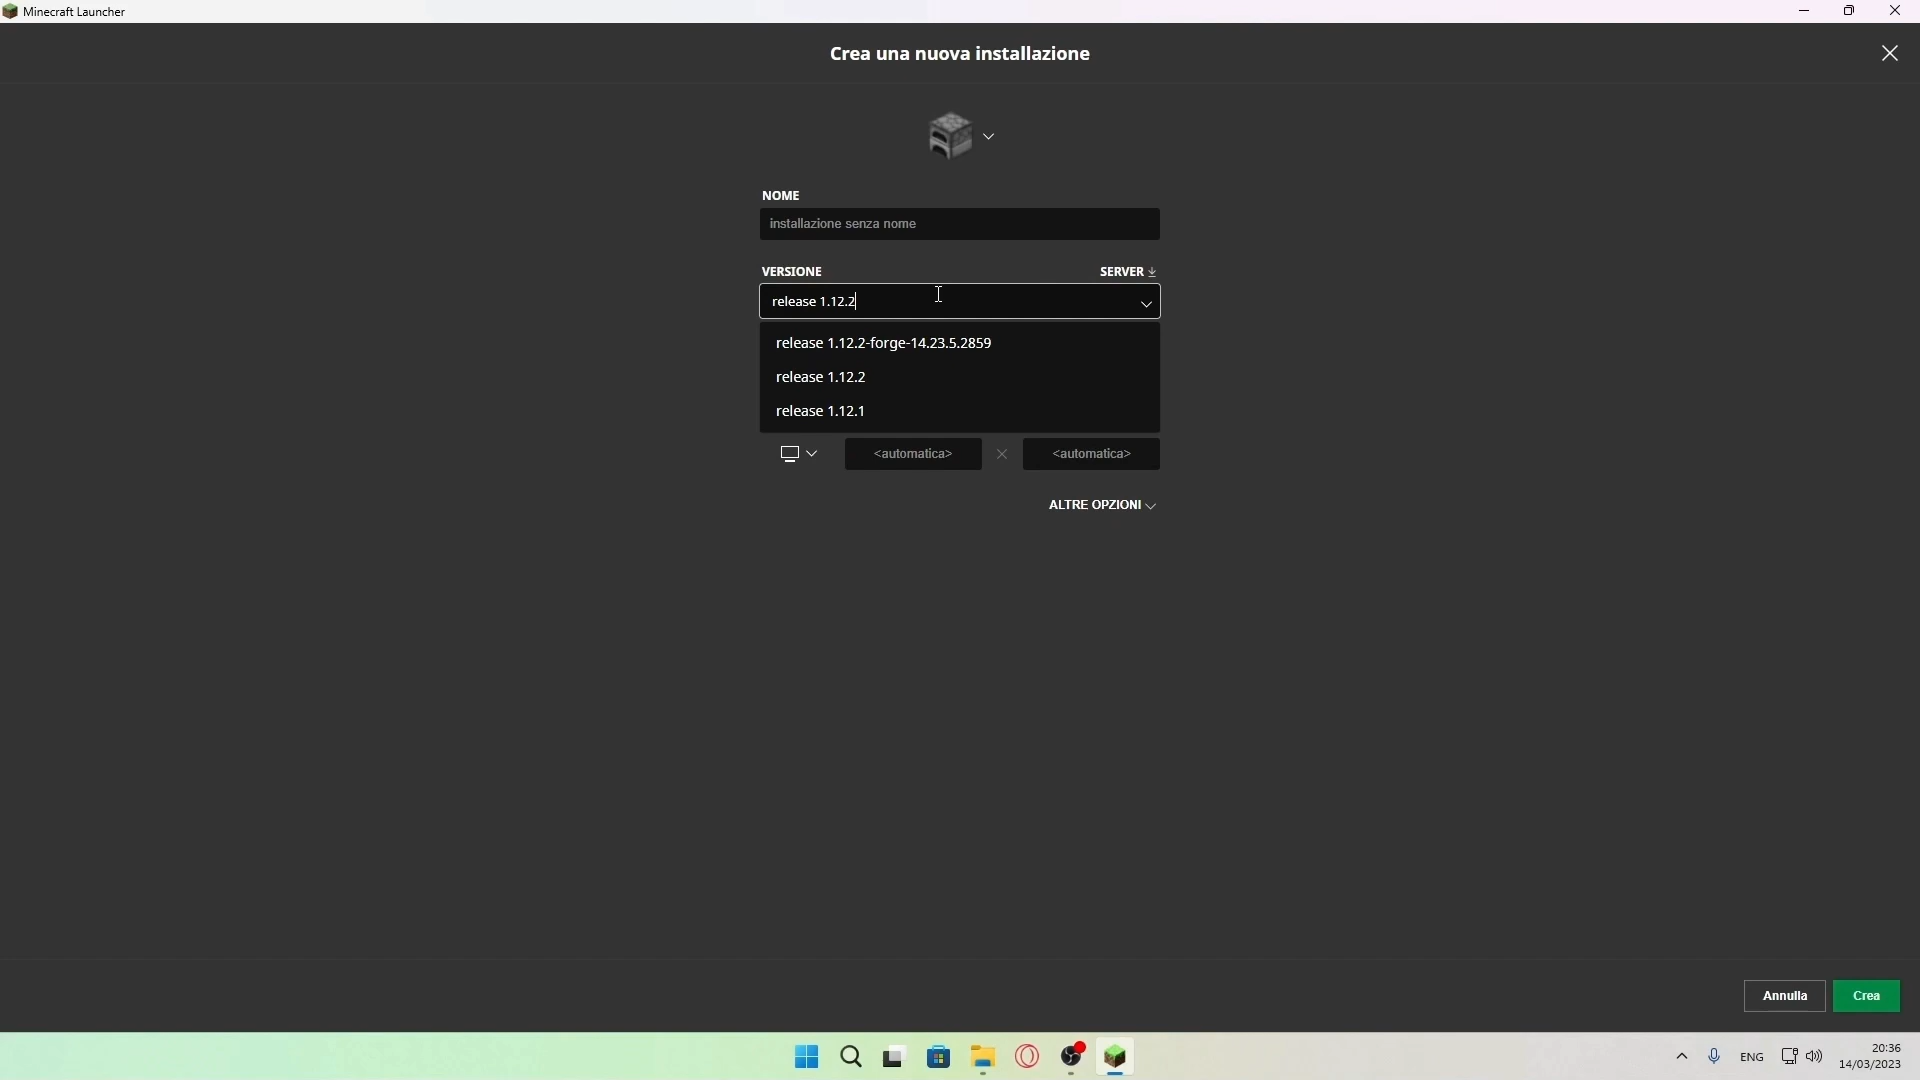 Minecraft Launcher
Crea una nuova installazione
NOME
installazione senza nome
VERSIONE
SERVER
release 1.12.2
release 1.12.2-forge-14.23.5.2859
release 1.12.2
release 1.12.1
<automatica>
<automatica>
ALTRE OPZIONI
Annulla
Crea
ENG
20:36
14/03/2023